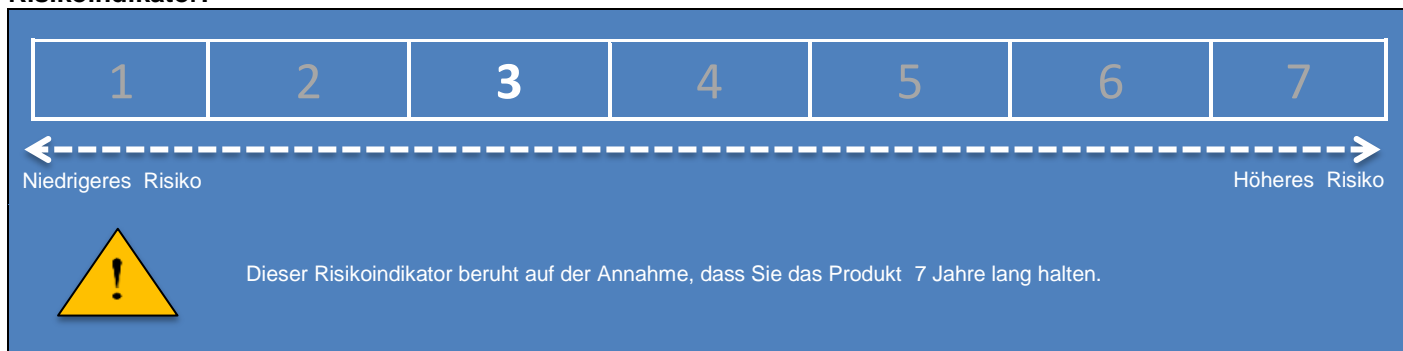 Risikoindikator:
1 2 3 4 5 6 7
Niedrigeres Risiko Höheres Risiko
!
Dieser Risikoindikator beruht auf der Annahme, dass Sie das Produkt 7 Jahre lang halten.